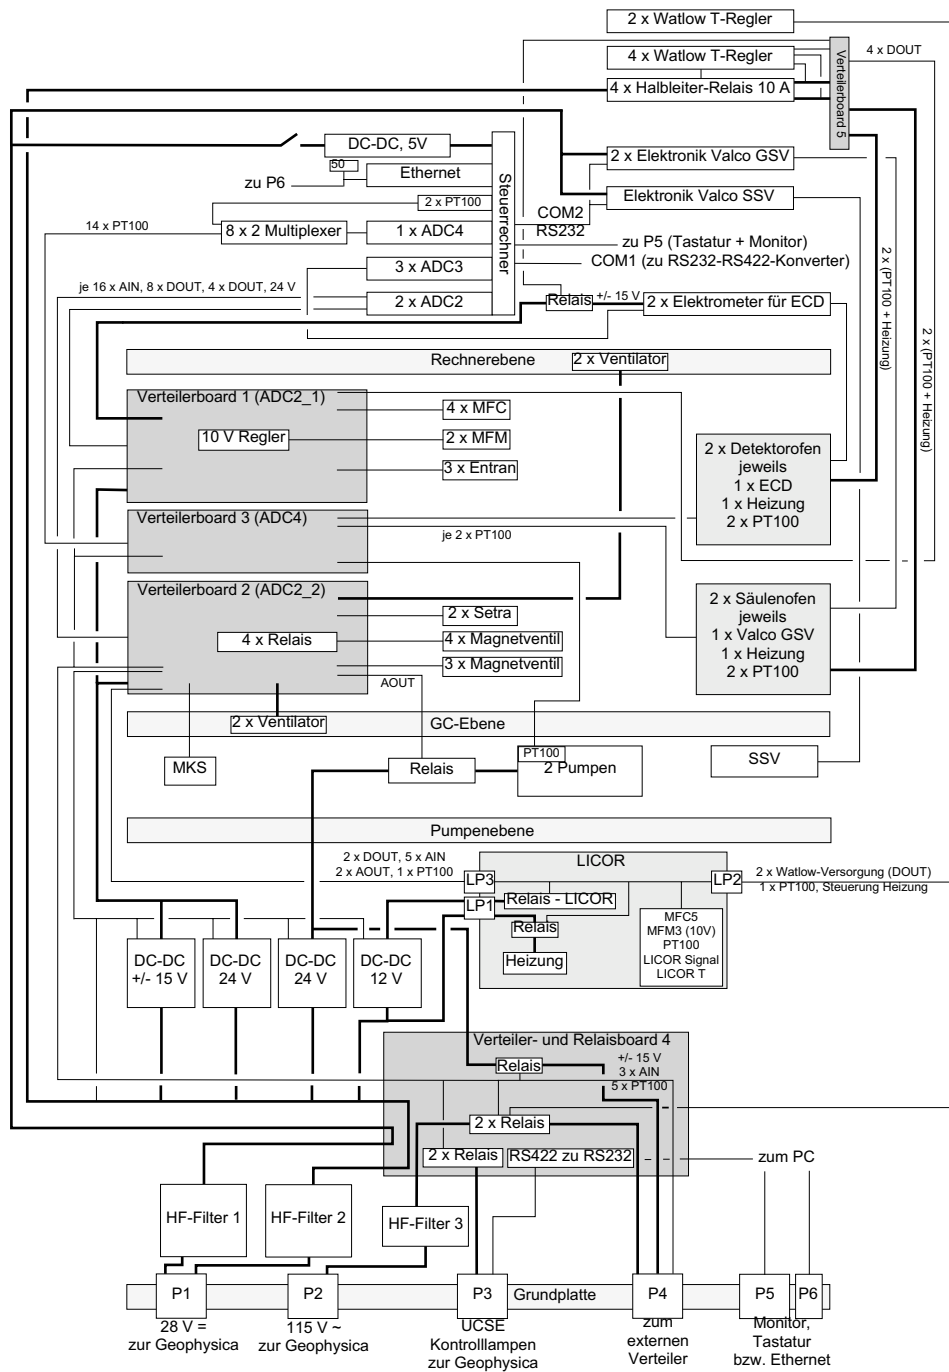 2 x Watlow T-Regler
4 x Watlow T-Regler
4 x DOUT
4 x Halbleiter-Relais 10 A
Verteilerboard 5
DC-DC, 5V
2 x Elektronik Valco GSV
50
Ethernet
zu P6
Steuerrechner
Elektronik Valco SSV
2 x PT100
COM2
RS232
14 x PT100
8 x 2 Multiplexer
1 x ADC4
zu P5 (Tastatur + Monitor)
COM1 (zu RS232-RS422-Konverter)
3 x ADC3
je 16 x AIN, 8 x DOUT, 4 x DOUT, 24 V
2 x ADC2
Relais
+/- 15 V
2 x Elektrometer für ECD
2 x (PT100 + Heizung)
2 x (PT100 + Heizung)
Rechnerebene
2 x Ventilator
Verteilerboard 1 (ADC2_1)
4 x MFC
10 V Regler
2 x MFM
3 x Entran
2 x Detektorofen
jeweils
1 x ECD
1 x Heizung
2 x PT100
Verteilerboard 3 (ADC4)
je 2 x PT100
Verteilerboard 2 (ADC2_2)
2 x Setra
4 x Relais
4 x Magnetventil
3 x Magnetventil
AOUT
2 x Säulenofen
jeweils
1 x Valco GSV
1 x Heizung
2 x PT100
2 x Ventilator
GC-Ebene
MKS
Relais
PT100
2 Pumpen
SSV
Pumpenebene
2 x DOUT, 5 x AIN
2 x AOUT, 1 x PT100
LICOR
LP3
LP2
2 x Watlow-Versorgung (DOUT)
1 x PT100, Steuerung Heizung
Relais - LICOR
LP1
Relais
Heizung
MFC5
MFM3 (10V)
PT100
LICOR Signal
LICOR T
DC-DC
+/- 15 V
DC-DC
24 V
DC-DC
24 V
DC-DC
12 V
Verteiler- und Relaisboard 4
Relais
+/- 15 V
3 x AIN
5 x PT100
2 x Relais
2 x Relais
RS422 zu RS232
zum PC
HF-Filter 1
HF-Filter 2
HF-Filter 3
P1
P2
P3
Grundplatte
P4
P5
P6
28 V =
zur Geophysica
115 V ~
zur Geophysica
UCSE
Kontrolllampen
zur Geophysica
zum
externen
Verteiler
Monitor,
Tastatur
bzw. Ethernet